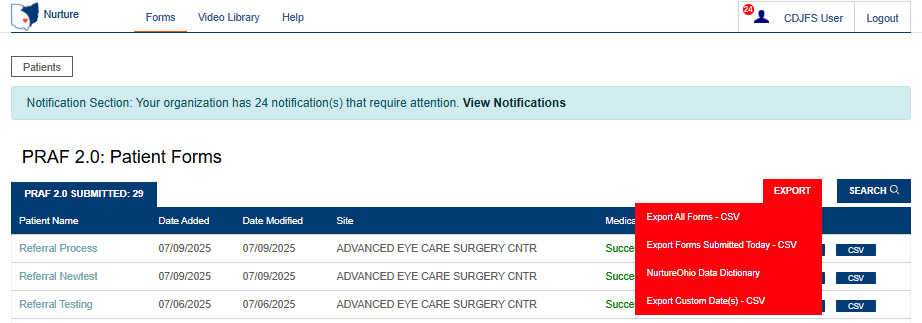 Nurture
Forms
Video Library
Help
24
CDJFS User
Logout
Patients
Notification Section: Your organization has 24 notification(s) that require attention. View Notifications
PRAF 2.0: Patient Forms
PRAF 2.0 SUBMITTED: 29
EXPORT
SEARCH
Patient Name Date Added Date Modified Site Medica
Export All Forms - CSV
Referral Process 07/09/2025 07/09/2025 ADVANCED EYE CARE SURGERY CNTR Succe
Export Forms Submitted Today - CSV
CSV
Referral Newtest 07/09/2025 07/09/2025 ADVANCED EYE CARE SURGERY CNTR Succe
NurtureOhio Data Dictionary
CSV
Referral Testing 07/06/2025 07/06/2025 ADVANCED EYE CARE SURGERY CNTR Succe
Export Custom Date(s) - CSV
CSV